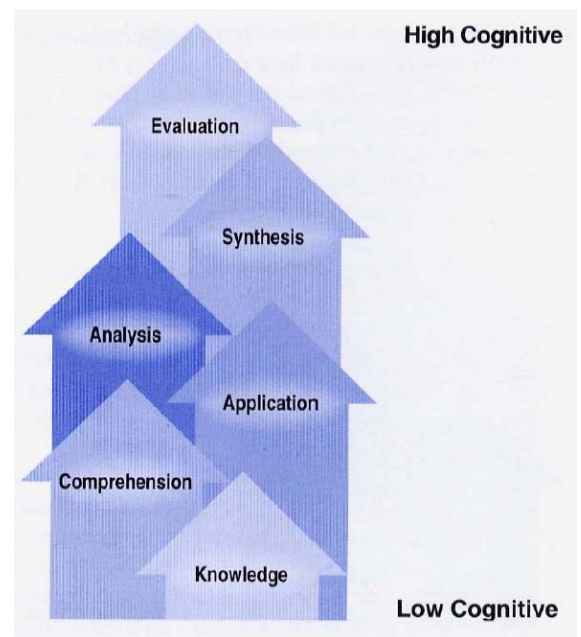 High Cognitive
Evaluation
Synthesis
Analysis
Application
Comprehension
Knowledge
Low Cognitive